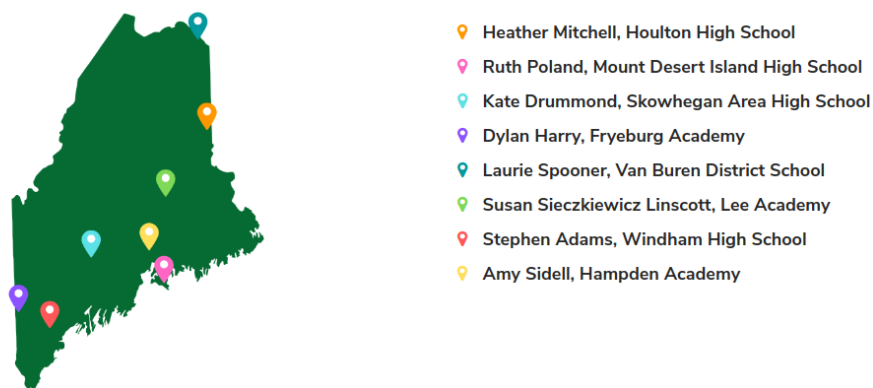 Heather Mitchell, Houlton High School
Ruth Poland, Mount Desert Island High School
Kate Drummond, Skowhegan Area High School
Dylan Harry, Fryeburg Academy
Laurie Spooner, Van Buren District School
Susan Sieczkiewicz Linscott, Lee Academy
Stephen Adams, Windham High School
Amy Sidell, Hampden Academy